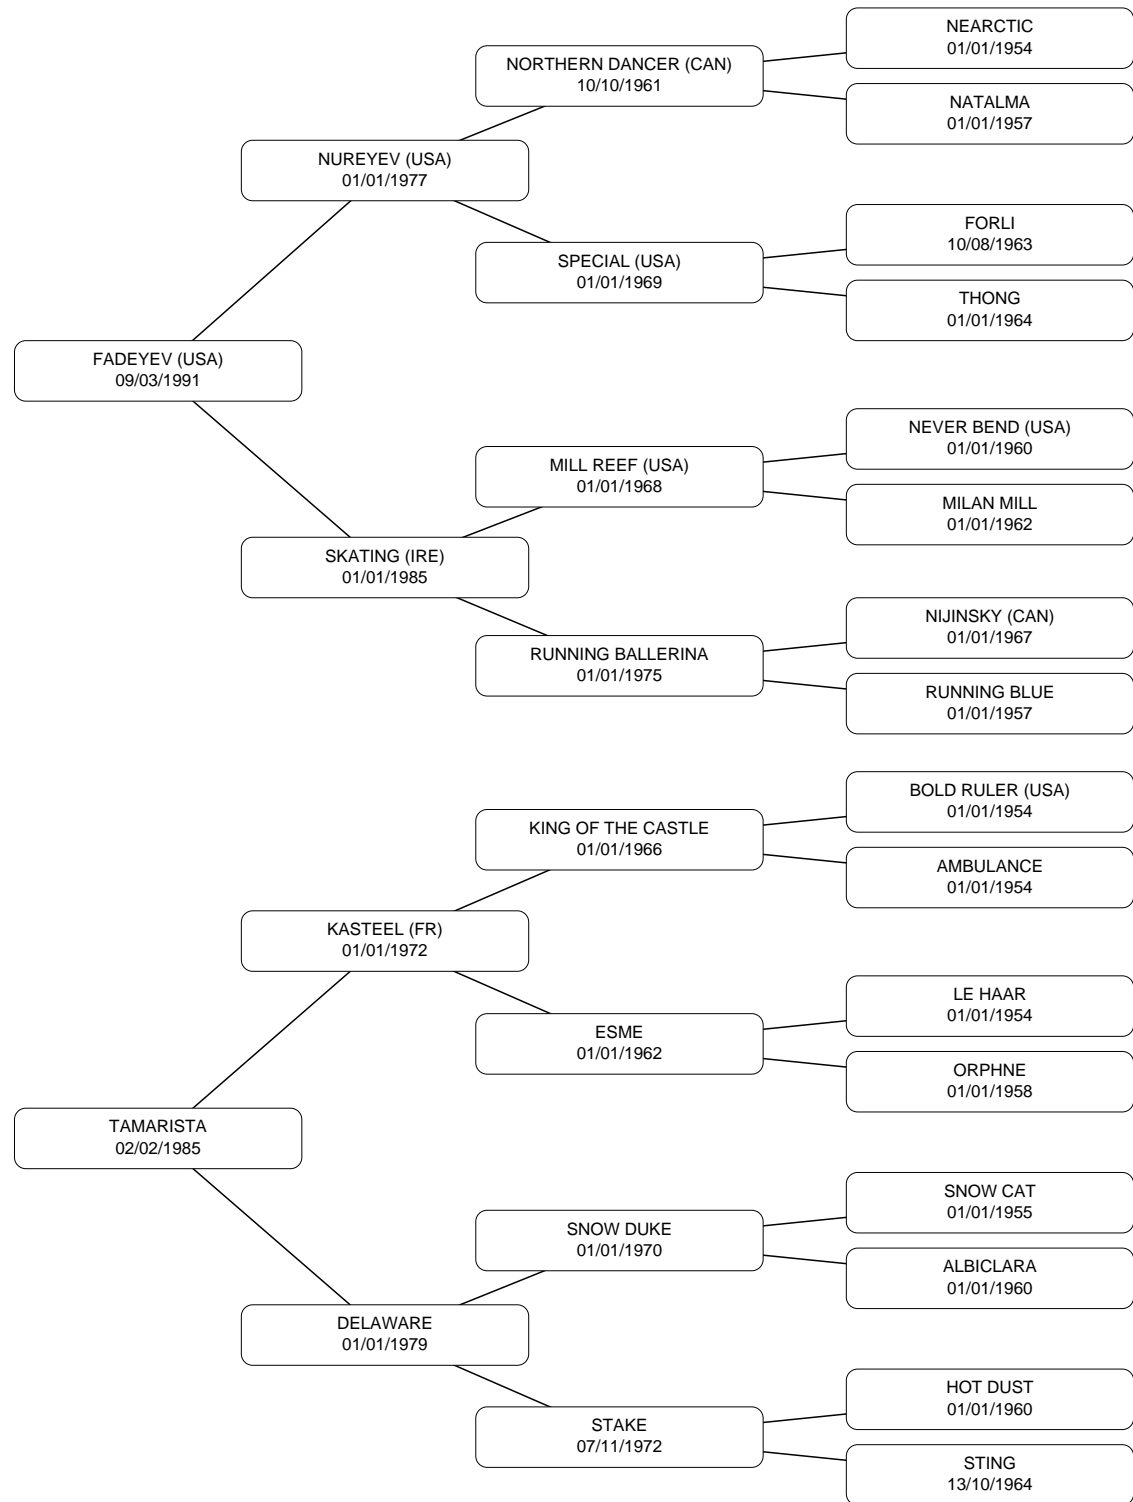 NEARCTIC
01/01/1954
NORTHERN DANCER (CAN)
10/10/1961
NATALMA
01/01/1957
NUREYEV (USA)
01/01/1977
FORLI
10/08/1963
SPECIAL (USA)
01/01/1969
THONG
01/01/1964
FADEYEV (USA)
09/03/1991
NEVER BEND (USA)
01/01/1960
MILL REEF (USA)
01/01/1968
MILAN MILL
01/01/1962
SKATING (IRE)
01/01/1985
NIJINSKY (CAN)
01/01/1967
RUNNING BALLERINA
01/01/1975
RUNNING BLUE
01/01/1957
BOLD RULER (USA)
01/01/1954
KING OF THE CASTLE
01/01/1966
AMBULANCE
01/01/1954
KASTEEL (FR)
01/01/1972
LE HAAR
01/01/1954
ESME
01/01/1962
ORPHNE
01/01/1958
TAMARISTA
02/02/1985
SNOW CAT
01/01/1955
SNOW DUKE
01/01/1970
ALBICLARA
01/01/1960
DELAWARE
01/01/1979
HOT DUST
01/01/1960
STAKE
07/11/1972
STING
13/10/1964